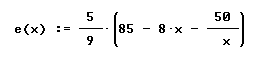 e(x) := 5/9·(85 - 8·x - 50/x)